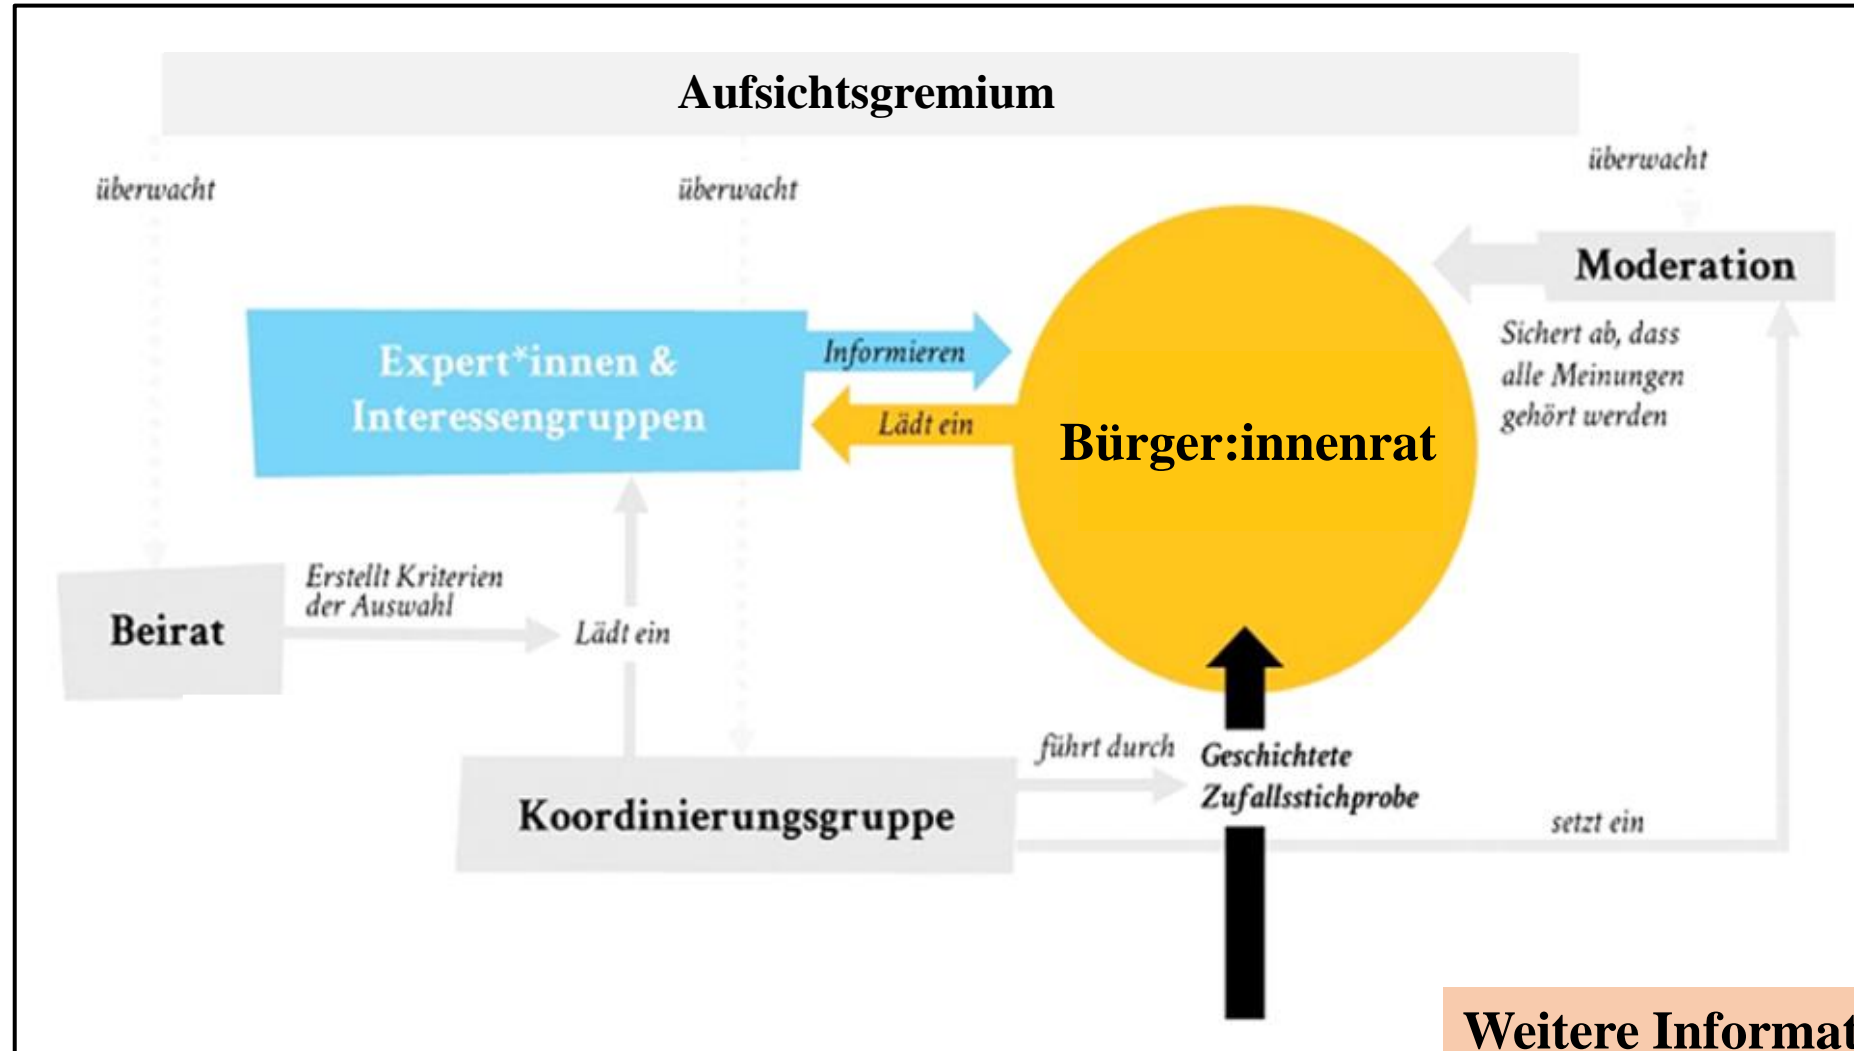 Aufsichtsgremium
überwacht
überwacht
überwacht
Moderation
Sichert ab, dass
alle Meinungen
gehört werden
Expert*innen &
Interessengruppen
Informieren
Lädt ein
Bürger:innenrat
Beirat
Erstellt Kriterien
der Auswahl
Lädt ein
Koordinierungsgruppe
führt durch
Geschichtete
Zufallsstichprobe
setzt ein
Weitere Informat